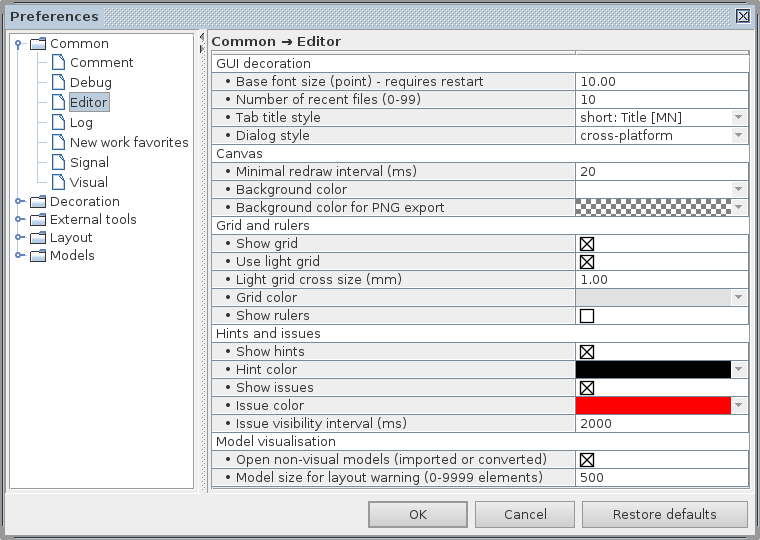 Preferences
Common
Comment
Debug
Editor
Log
New work favorites
Signal
Visual
Decoration
External tools
Layout
Models
Common → Editor
GUI decoration
• Base font size (point) - requires restart 10.00
• Number of recent files (0-99) 10
• Tab title style short: Title [MN]
• Dialog style cross-platform
Canvas
• Minimal redraw interval (ms) 20
• Background color
• Background color for PNG export
Grid and rulers
• Show grid
• Use light grid
• Light grid cross size (mm) 1.00
• Grid color
• Show rulers
Hints and issues
• Show hints
• Hint color
• Show issues
• Issue color
• Issue visibility interval (ms) 2000
Model visualisation
• Open non-visual models (imported or converted)
• Model size for layout warning (0-9999 elements) 500
OK Cancel Restore defaults